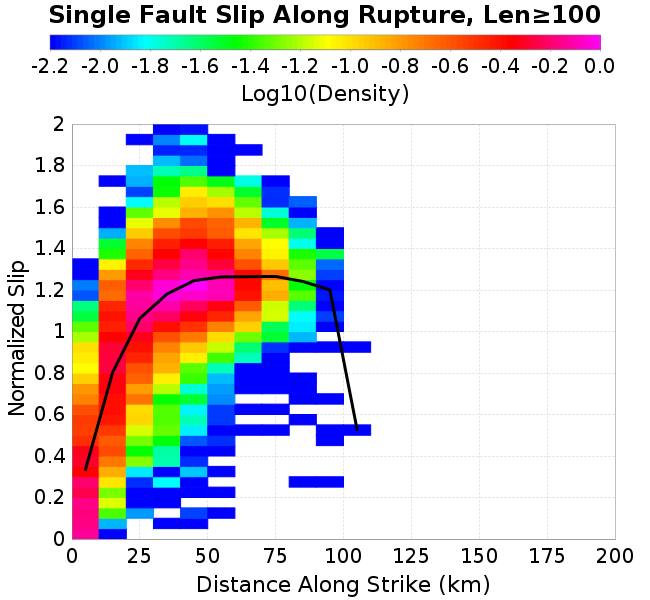 Single Fault Slip Along Rupture, Len≥100
-2.2 -2.0 -1.8 -1.6 -1.4 -1.2 -1.0 -0.8 -0.6 -0.4 -0.2 0.0
Log10(Density)
Normalized Slip
2
1.8
1.6
1.4
1.2
1
0.8
0.6
0.4
0.2
0
0 25 50 75 100 125 150 175 200
Distance Along Strike (km)